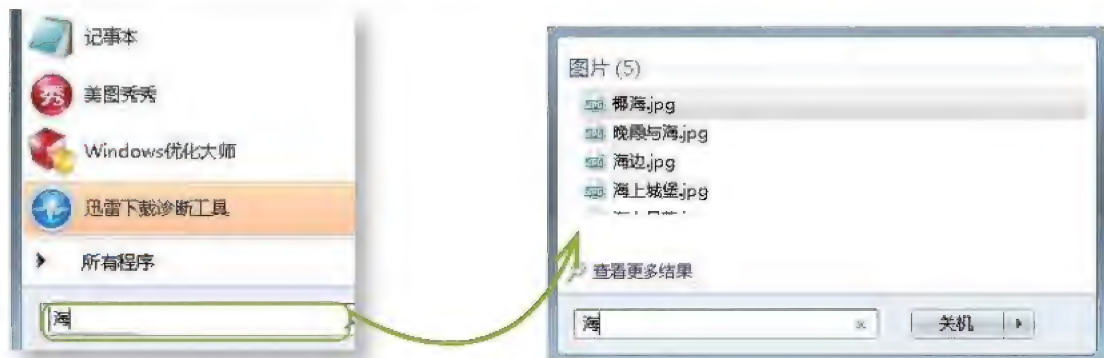 记事本
美图秀秀
Windows优化大师
迅雷下载诊断工具
所有程序
海
图片 (5)
椰海.jpg
晚霞与海.jpg
海边.jpg
海上城堡.jpg
查看更多结果
海
关机